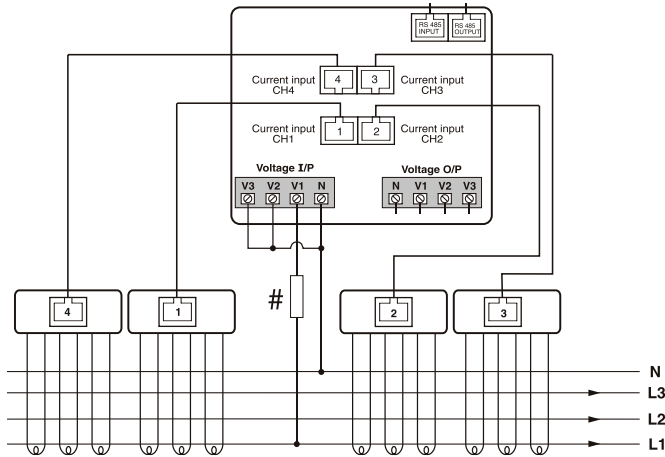 RS 485 RS 485
INPUT OUTPUT
4 3
Current input Current input
CH4 CH3
1 2
Current input Current input
CH1 CH2
Voltage I/P Voltage O/P
V3 V2 V1 N N V1 V2 V3
#
4 1 2 3
N
L3
L2
L1